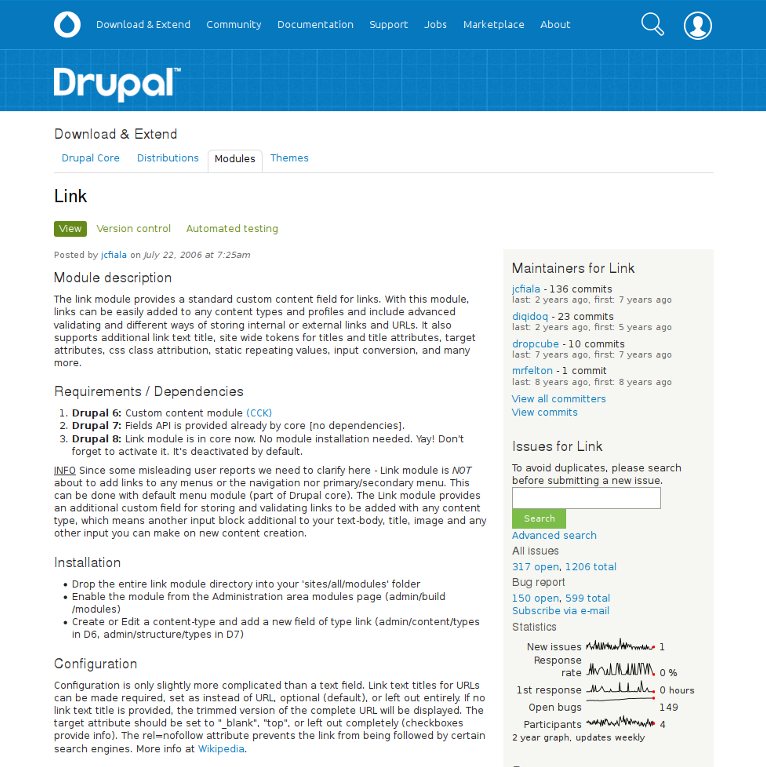 Download & Extend Community Documentation Support Jobs Marketplace About
Drupal™
Download & Extend
Drupal Core Distributions Modules Themes
Link
View Version control Automated testing
Posted by jcfiala on July 22, 2006 at 7:25am
Module description
The link module provides a standard custom content field for links. With this module,
links can be easily added to any content types and profiles and include advanced
validating and different ways of storing internal or external links and URLs. It also
supports additional link text title, site wide tokens for titles and title attributes, target
attributes, css class attribution, static repeating values, input conversion, and many
more.
Requirements / Dependencies
1. Drupal 6: Custom content module (CCK)
2. Drupal 7: Fields API is provided already by core [no dependencies].
3. Drupal 8: Link module is in core now. No module installation needed. Yay! Don't
forget to activate it. It's deactivated by default.
INFO Since some misleading user reports we need to clarify here - Link module is NOT
about to add links to any menus or the navigation nor primary/secondary menu. This
can be done with default menu module (part of Drupal core). The Link module provides
an additional custom field for storing and validating links to be added with any content
type, which means another input block additional to your text-body, title, image and any
other input you can make on new content creation.
Installation
• Drop the entire link module directory into your 'sites/all/modules' folder
• Enable the module from the Administration area modules page (admin/build
/modules)
• Create or Edit a content-type and add a new field of type link (admin/content/types
in D6, admin/structure/types in D7)
Configuration
Configuration is only slightly more complicated than a text field. Link text titles for URLs
can be made required, set as instead of URL, optional (default), or left out entirely. If no
link text title is provided, the trimmed version of the complete URL will be displayed. The
target attribute should be set to "_blank", "top", or left out completely (checkboxes
provide info). The rel=nofollow attribute prevents the link from being followed by certain
search engines. More info at Wikipedia.
Maintainers for Link
jcfiala - 136 commits
last: 2 years ago, first: 7 years ago
diqidoq - 23 commits
last: 2 years ago, first: 5 years ago
dropcube - 10 commits
last: 7 years ago, first: 7 years ago
mrfelton - 1 commit
last: 8 years ago, first: 8 years ago
View all committers
View commits
Issues for Link
To avoid duplicates, please search
before submitting a new issue.
Search
Advanced search
All issues
317 open, 1206 total
Bug report
150 open, 599 total
Subscribe via e-mail
Statistics
New issues 1
Response
rate 0 %
1st response 0 hours
Open bugs 149
Participants 4
2 year graph, updates weekly